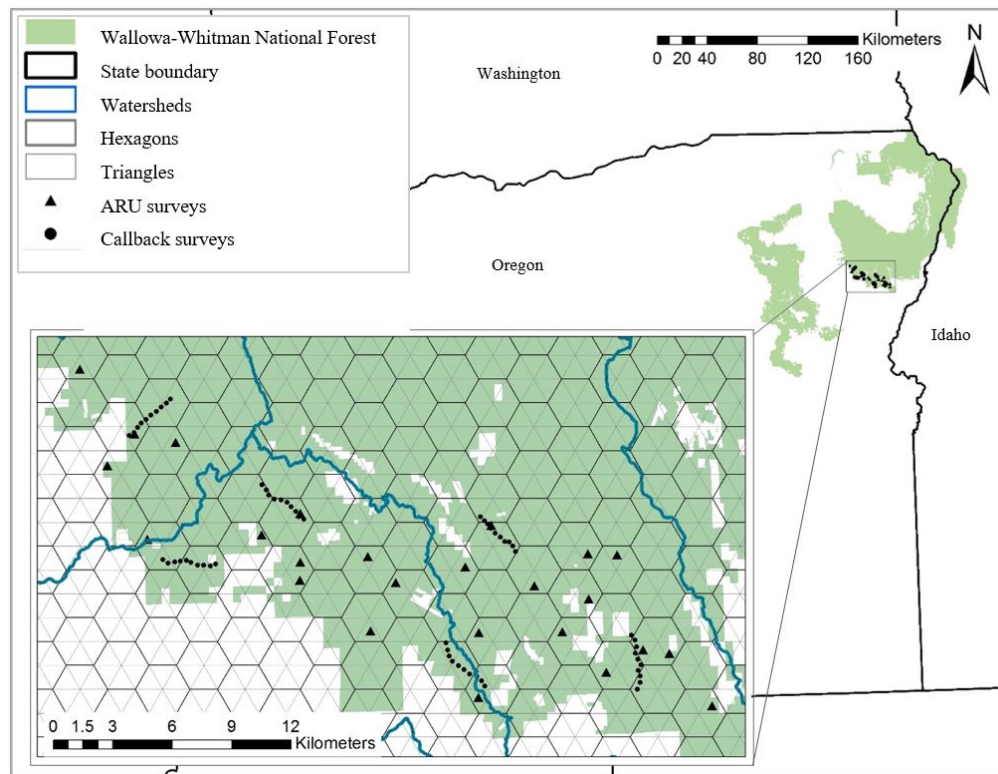 Wallowa-Whitman National Forest
State boundary
Watersheds
Hexagons
Triangles
ARU surveys
Callback surveys
Kilometers
0 20 40 80 120 160
N
Washington
Oregon
Idaho
0 1.5 3 6 9 12
Kilometers